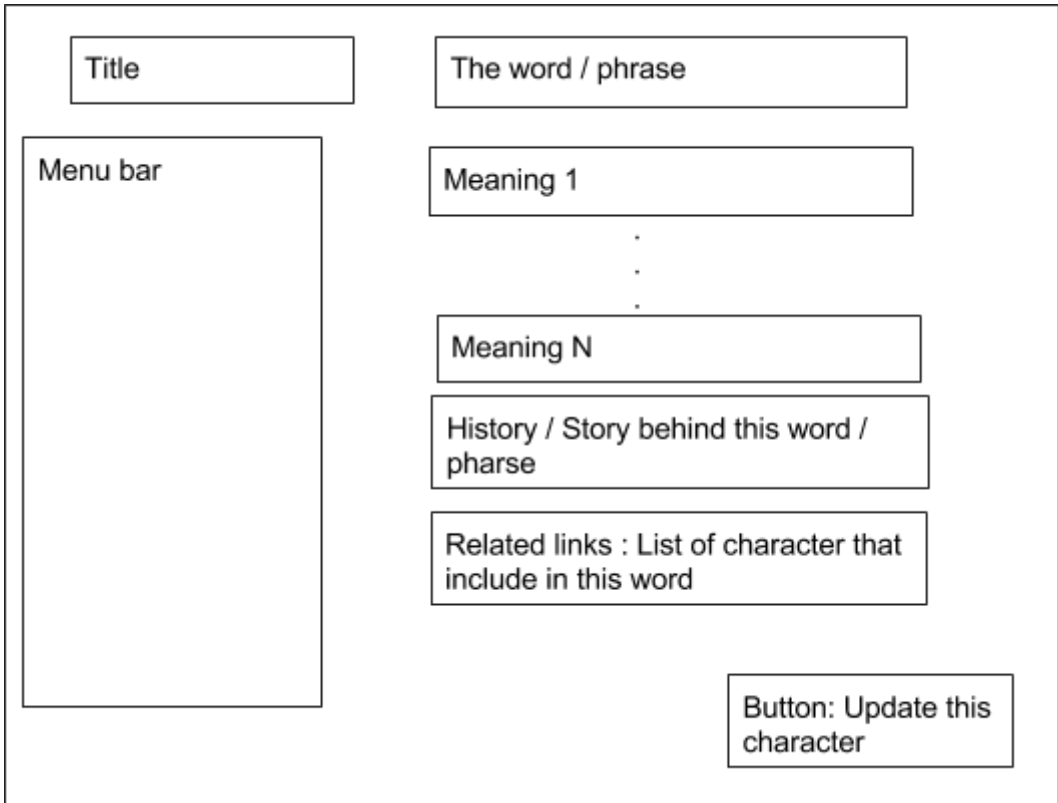 Title
The word / phrase
Menu bar
Meaning 1
.
.
.
Meaning N
History / Story behind this word /
pharse
Related links : List of character that
include in this word
Button: Update this
character